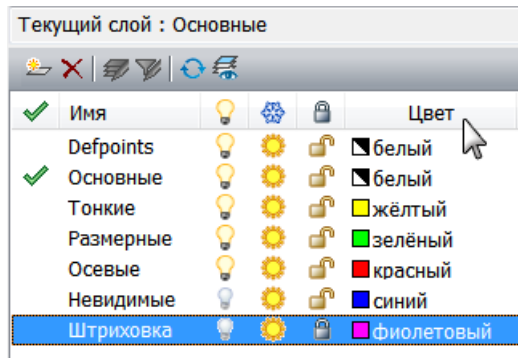 Текущий слой : Основные
Имя Цвет
Defpoints белый
Основные белый
Тонкие жёлтый
Размерные зелёный
Осевые красный
Невидимые синий
Штриховка фиолетовый